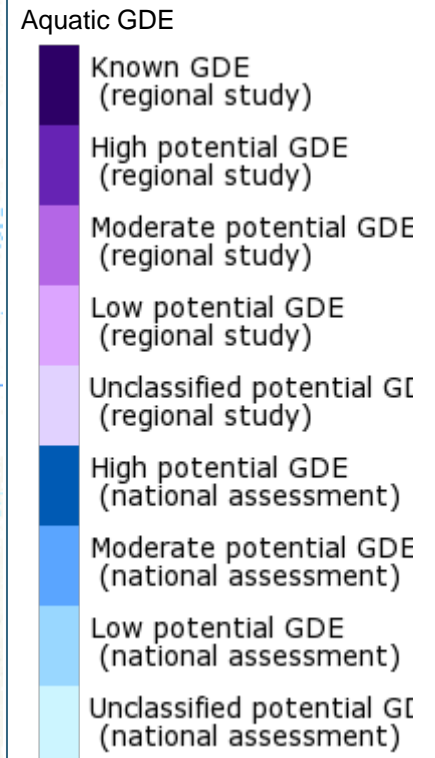 Aquatic GDE
Known GDE
(regional study)
High potential GDE
(regional study)
Moderate potential GDE
(regional study)
Low potential GDE
(regional study)
Unclassified potential GD
(regional study)
High potential GDE
(national assessment)
Moderate potential GDE
(national assessment)
Low potential GDE
(national assessment)
Unclassified potential GD
(national assessment)